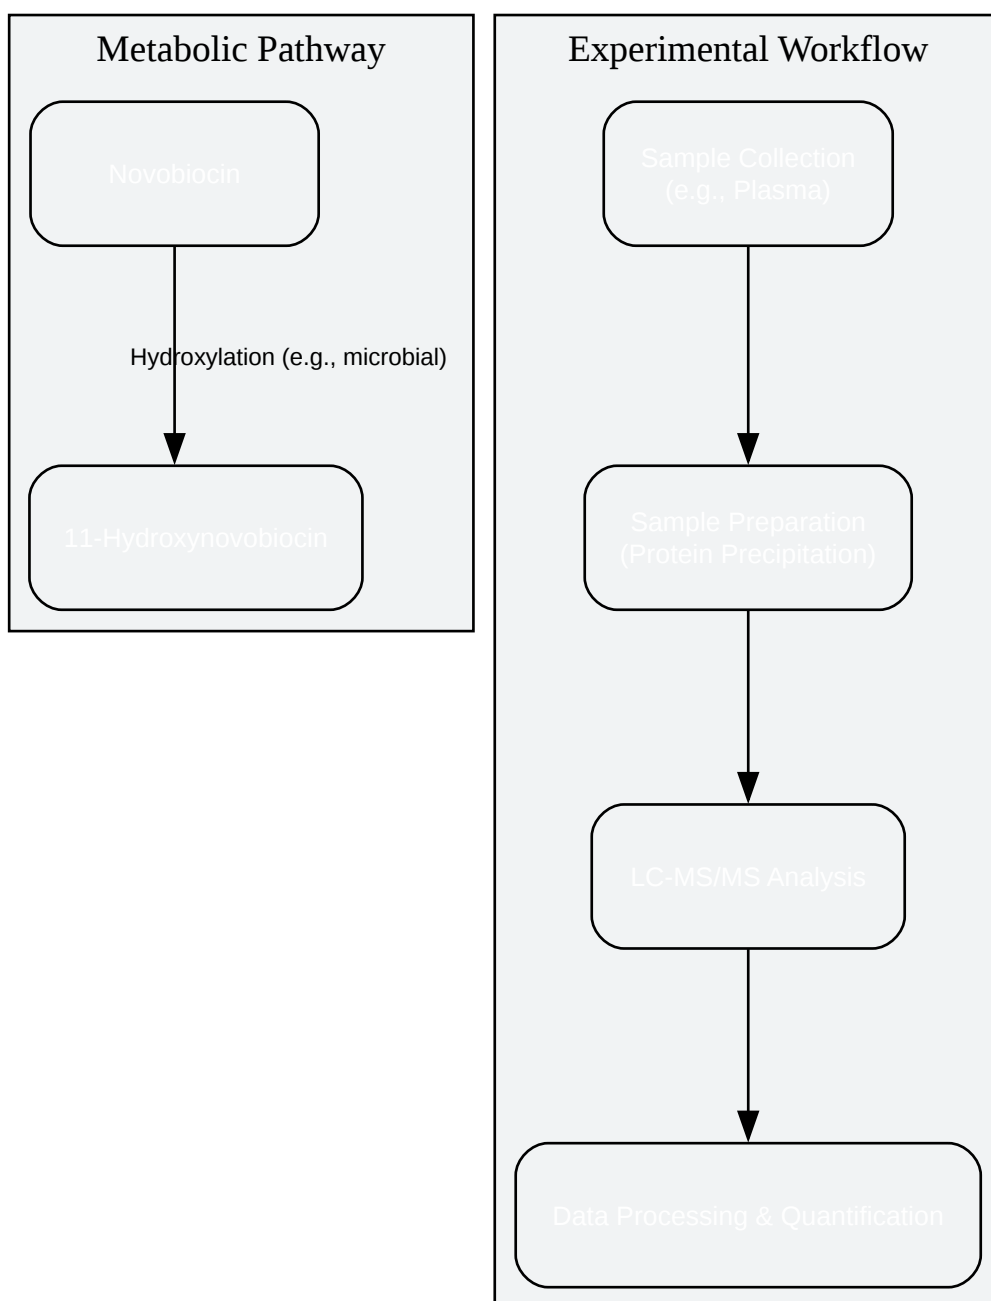 Metabolic Pathway
Novobiocin
Hydroxylation (e.g., microbial)
11-Hydroxynovobiocin
Experimental Workflow
Sample Collection
(e.g., Plasma)
Sample Preparation
(Protein Precipitation)
LC-MS/MS Analysis
Data Processing & Quantification